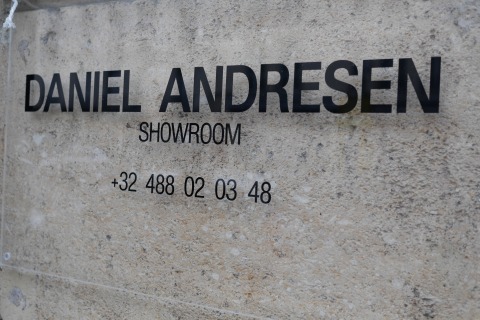 DANIEL ANDRESEN
SHOWROOM
+32 488 02 03 48